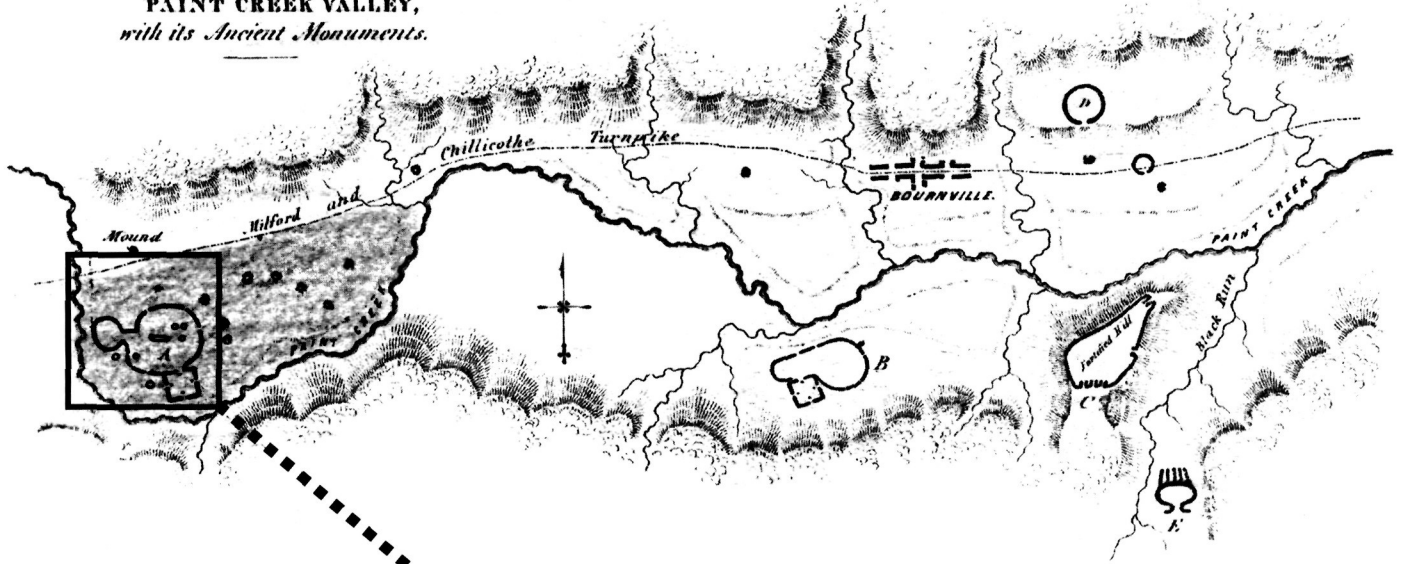 PAINT CREEK VALLEY,
with its Ancient Monuments.
Chillicothe Turnpike
Milford and
Mound
BOURNVILLE.
D
PAINT CREEK
PAINT CREEK
Black Run
Fortified Hill
A
B
C
E